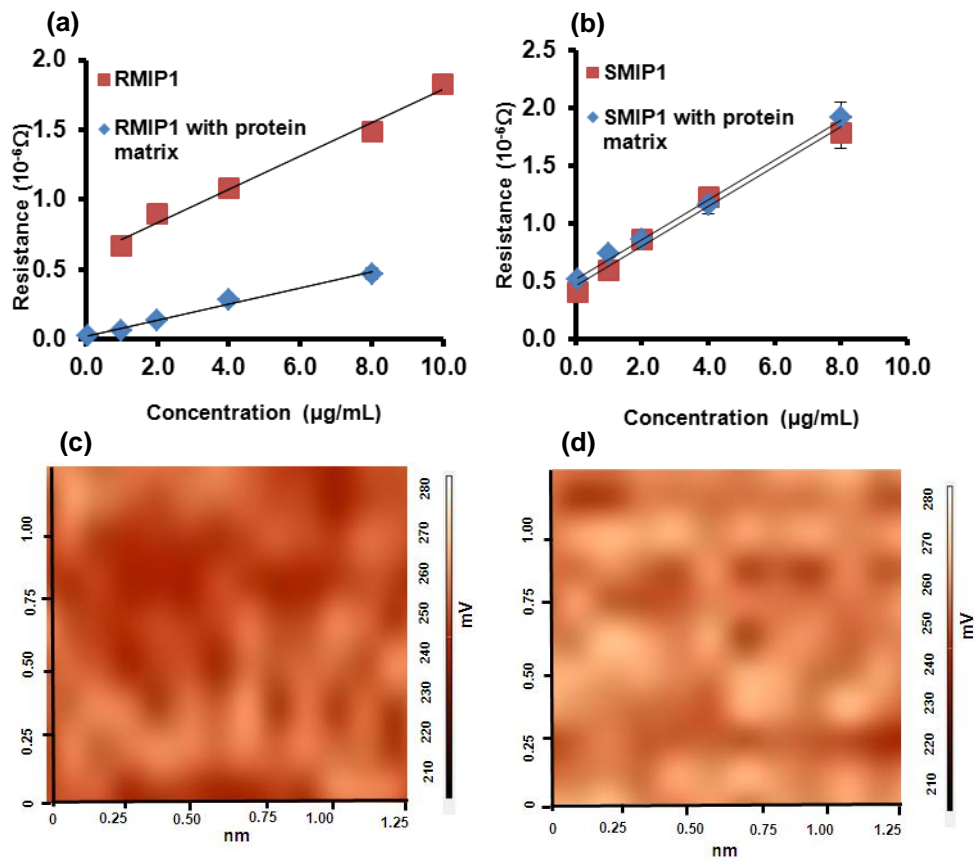 (a)
2.0
1.5
1.0
0.5
0.0
Resistance (10⁻⁶Ω)
RMIP1
RMIP1 with protein
matrix
0.0 2.0 4.0 6.0 8.0 10.0
Concentration (µg/mL)
(b)
2.5
2.0
1.5
1.0
0.5
0.0
Resistance (10⁻⁶Ω)
SMIP1
SMIP1 with protein
matrix
0.0 2.0 4.0 6.0 8.0 10.0
Concentration (µg/mL)
(c)
1.00
0.75
0.50
0.25
0
0 0.25 0.50 0.75 1.00 1.25
nm
280
270
260
250
240
230
220
210
mV
(d)
1.00
0.75
0.50
0.25
0
0 0.25 0.50 0.75 1.00 1.25
nm
280
270
260
250
240
230
220
210
mV